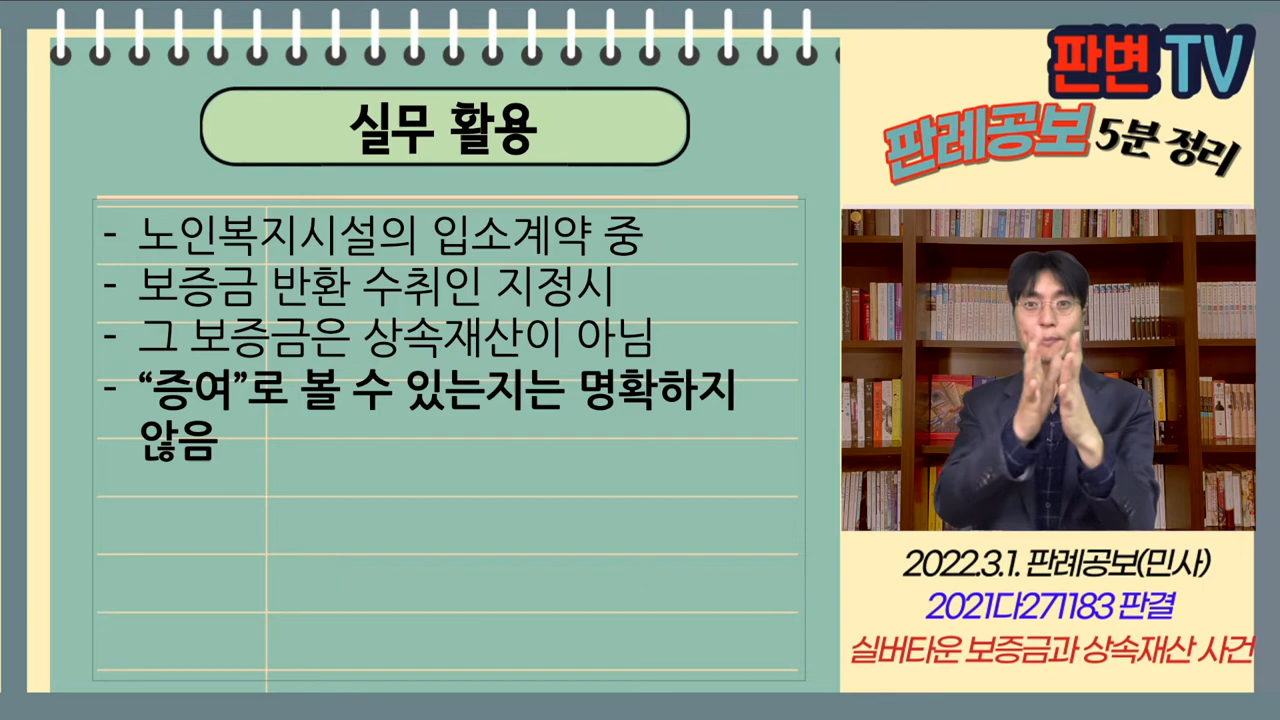 실무 활용
- 노인복지시설의 입소계약 중
- 보증금 반환 수취인 지정시
- 그 보증금은 상속재산이 아님
- “증여”로 볼 수 있는지는 명확하지
않음
판변 TV
판례공보 5분 정리
2022.3.1. 판례공보(민사)
2021다271183 판결
실버타운 보증금과 상속재산 사건